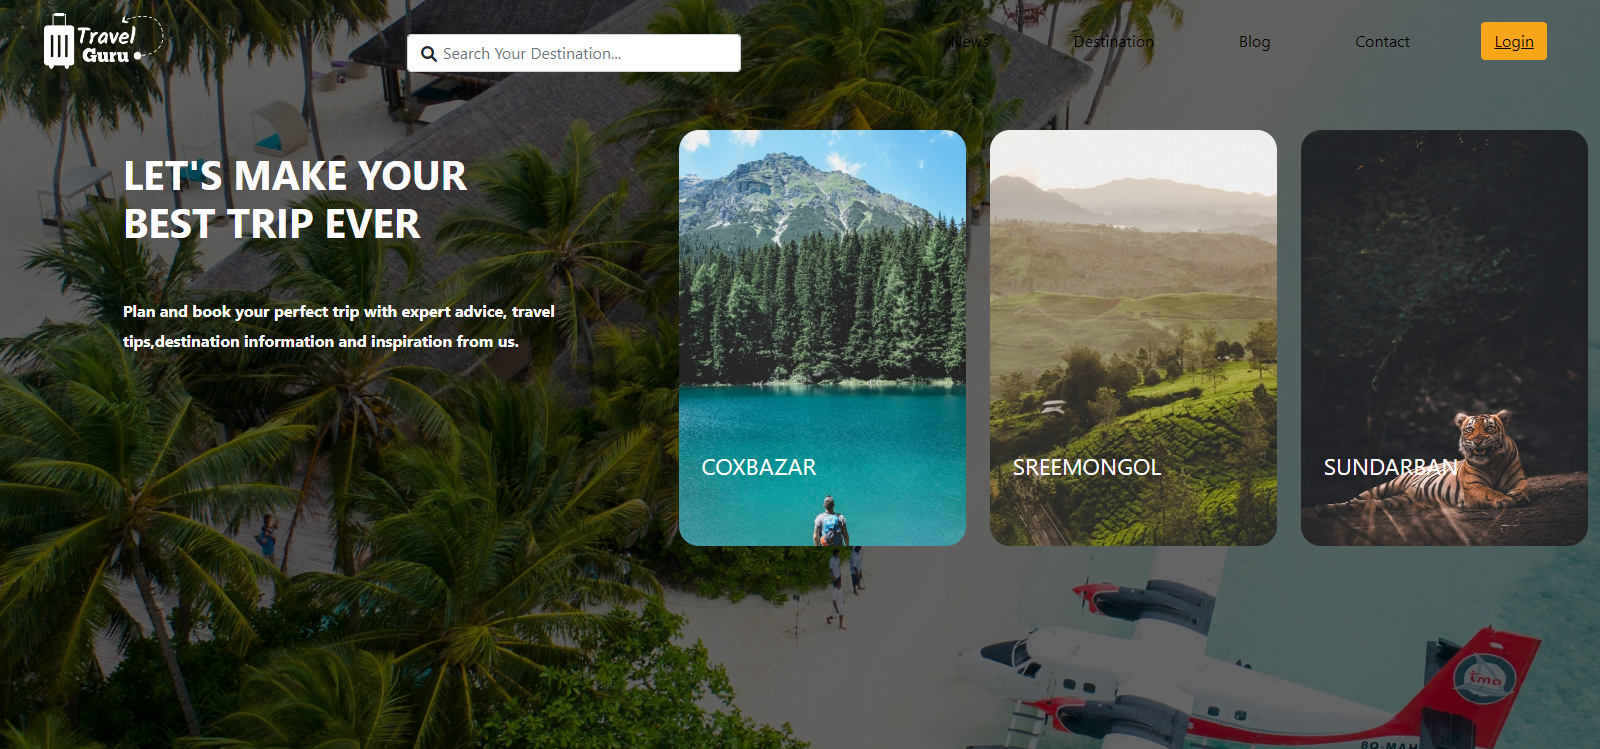 Travel
Guru
Search Your Destination...
News
Destination
Blog
Contact
Login
LET'S MAKE YOUR
BEST TRIP EVER
Plan and book your perfect trip with expert advice, travel
tips,destination information and inspiration from us.
COXBAZAR
SREEMONGOL
SUNDARBAN
tma
8Q-MAH